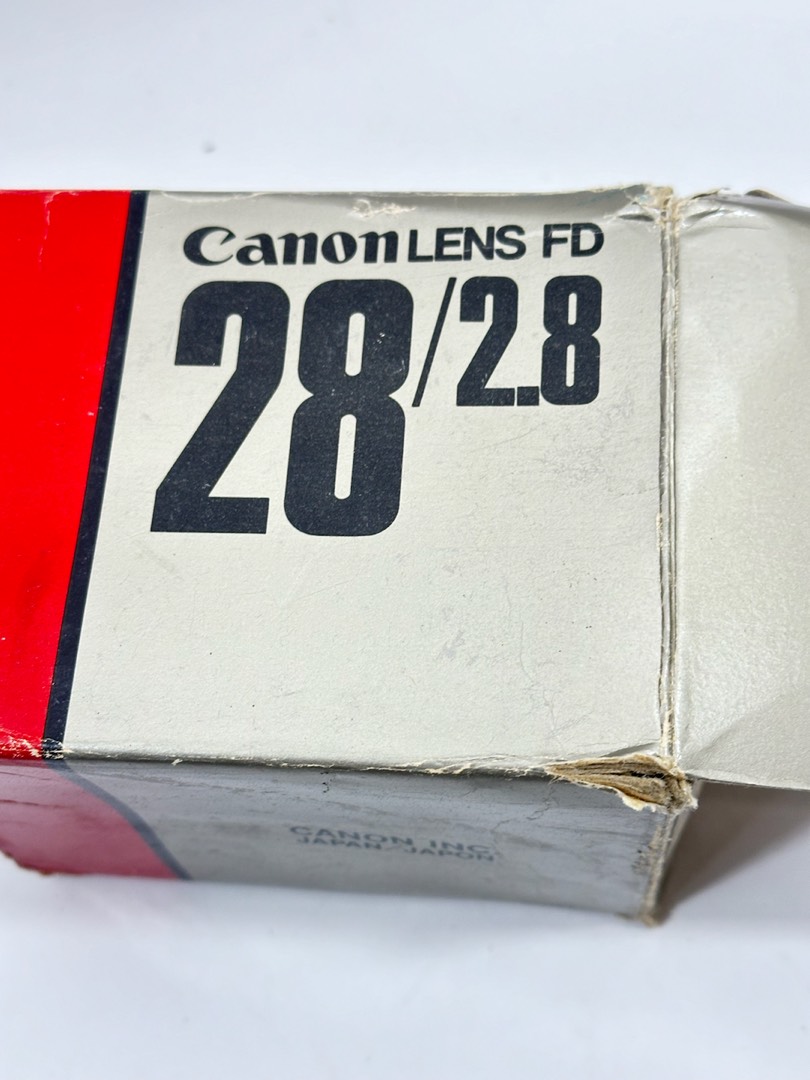 Canon LENS FD
28/2.8
CANON INC.
JAPAN/JAPON